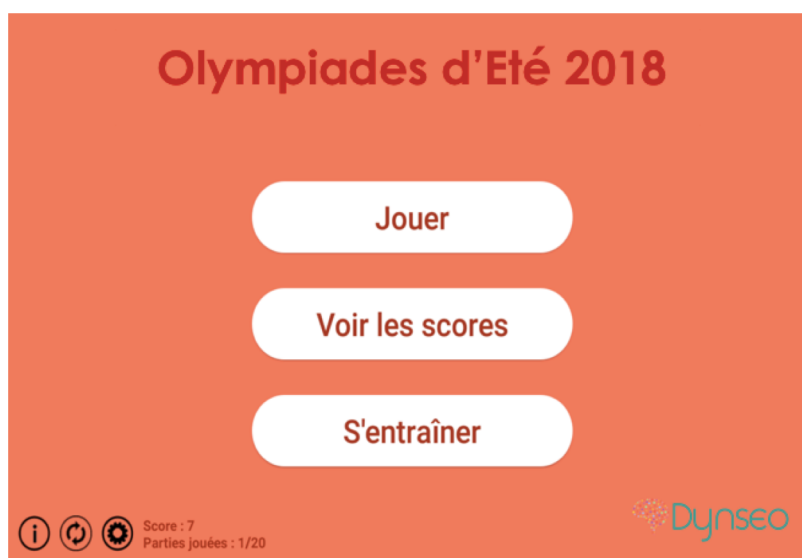 Olympiades d'Eté 2018
Jouer
Voir les scores
S'entraîner
Score : 7
Parties jouées : 1/20
Dynseo